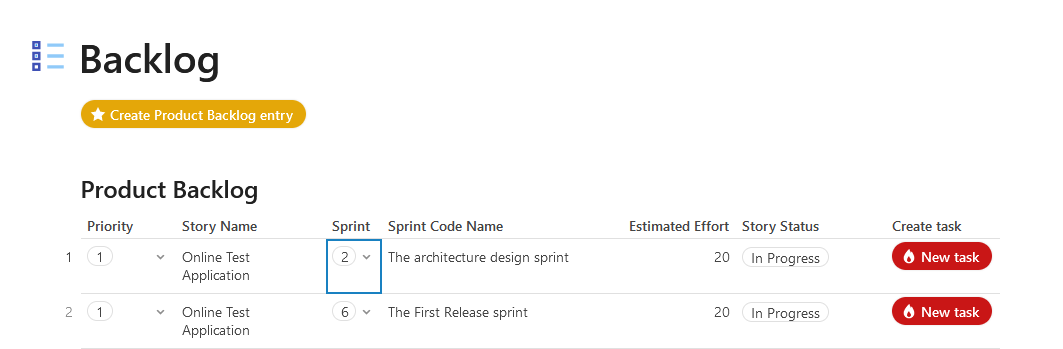 Backlog
Create Product Backlog entry
Product Backlog
Priority Story Name Sprint Sprint Code Name Estimated Effort Story Status Create task
1 1 Online Test 2 The architecture design sprint 20 In Progress New task
Application
2 1 Online Test 6 The First Release sprint 20 In Progress New task
Application